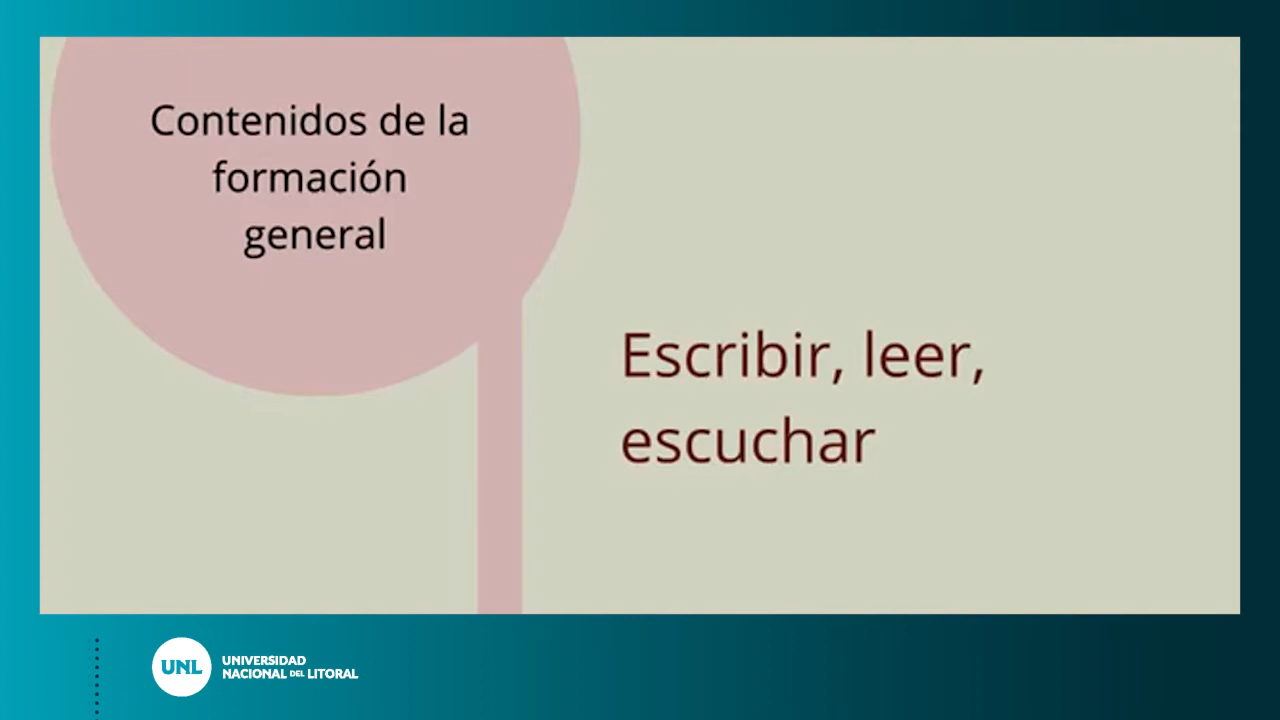 Contenidos de la
formación
general
Escribir, leer,
escuchar
UNL
UNIVERSIDAD
NACIONAL DEL LITORAL